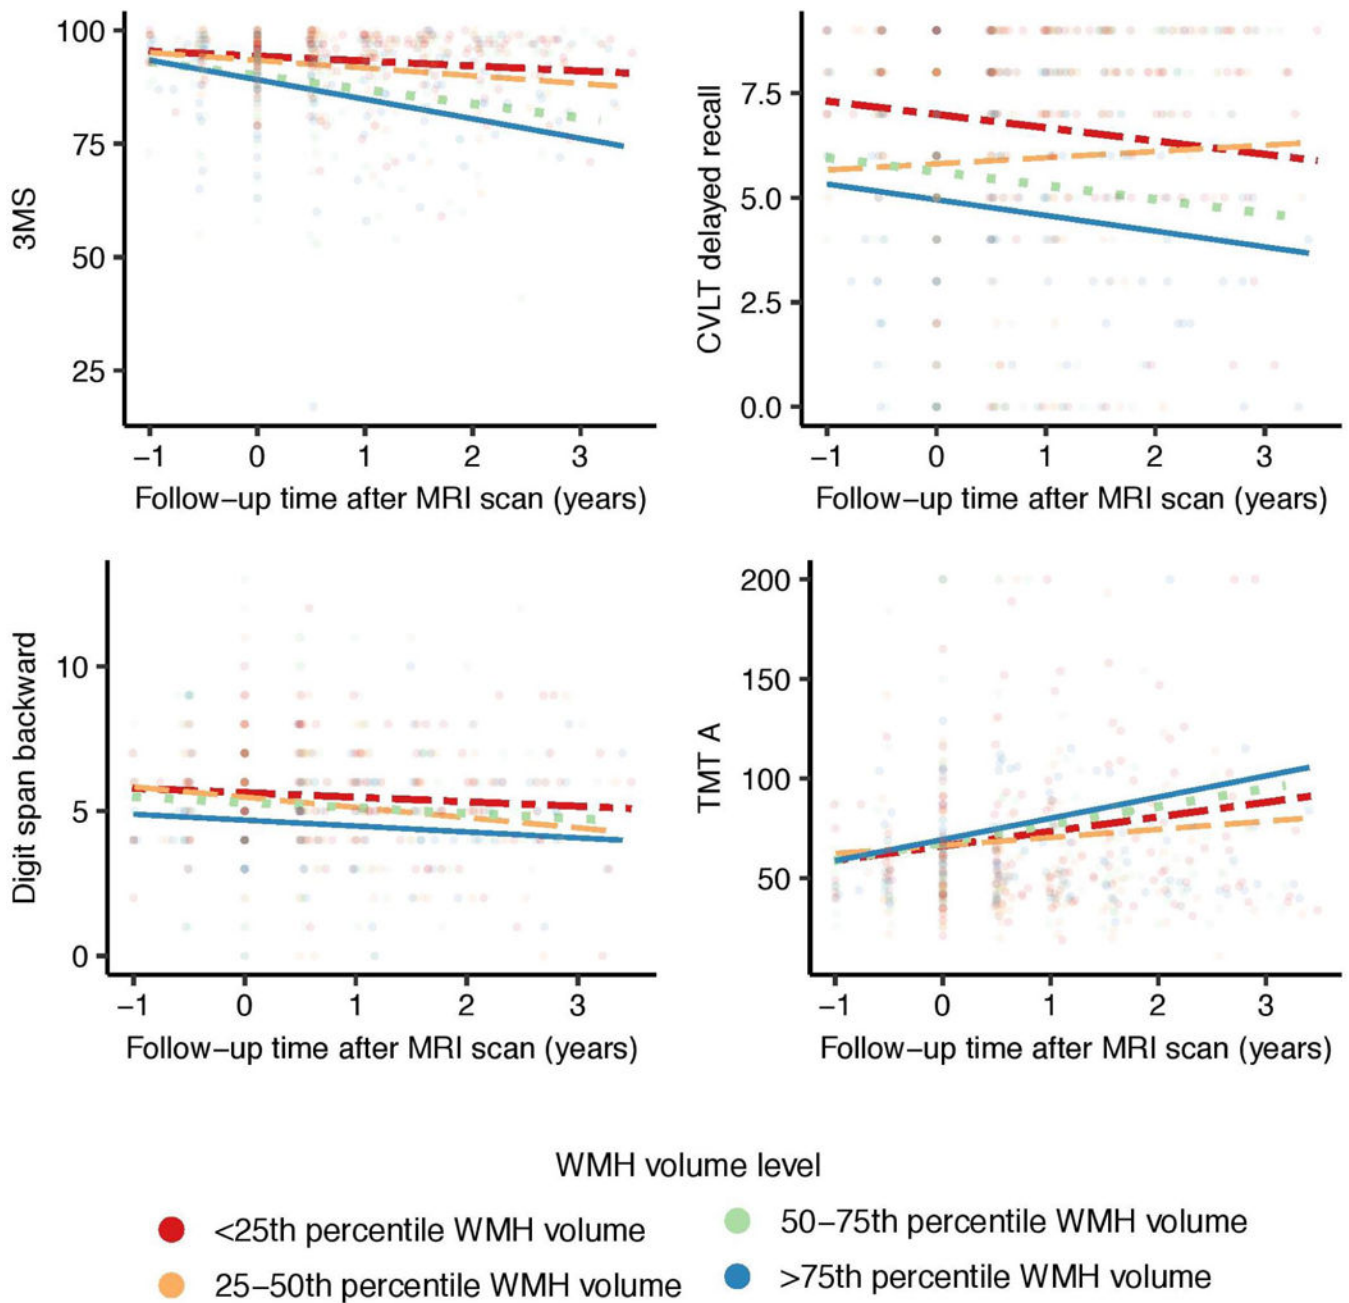 100
75
50
25
3MS
−1 0 1 2 3
Follow−up time after MRI scan (years)
7.5
5.0
2.5
0.0
CVLT delayed recall
−1 0 1 2 3
Follow−up time after MRI scan (years)
10
5
0
Digit span backward
−1 0 1 2 3
Follow−up time after MRI scan (years)
200
150
100
50
TMT A
−1 0 1 2 3
Follow−up time after MRI scan (years)
WMH volume level
<25th percentile WMH volume
25−50th percentile WMH volume
50−75th percentile WMH volume
>75th percentile WMH volume